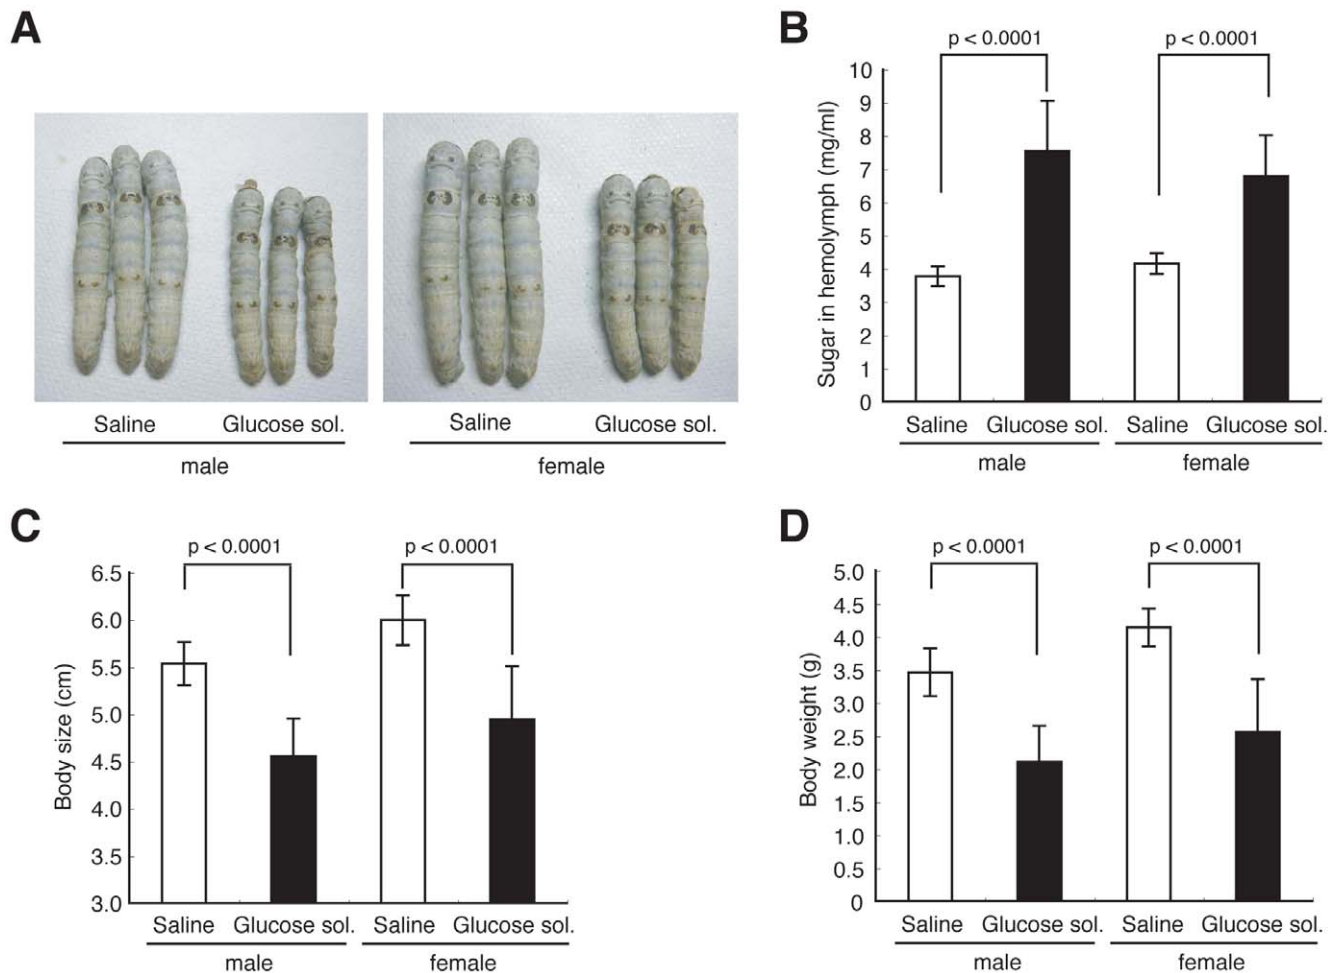 A
Saline
Glucose sol.
male
Saline
Glucose sol.
female
B
p < 0.0001
p < 0.0001
Sugar in hemolymph (mg/ml)
10
9
8
7
6
5
4
3
2
1
0
Saline
Glucose sol.
Saline
Glucose sol.
male
female
C
p < 0.0001
p < 0.0001
Body size (cm)
6.5
6.0
5.5
5.0
4.5
4.0
3.5
3.0
Saline
Glucose sol.
Saline
Glucose sol.
male
female
D
p < 0.0001
p < 0.0001
Body weight (g)
5.0
4.5
4.0
3.5
3.0
2.5
2.0
1.5
1.0
0.5
0
Saline
Glucose sol.
Saline
Glucose sol.
male
female